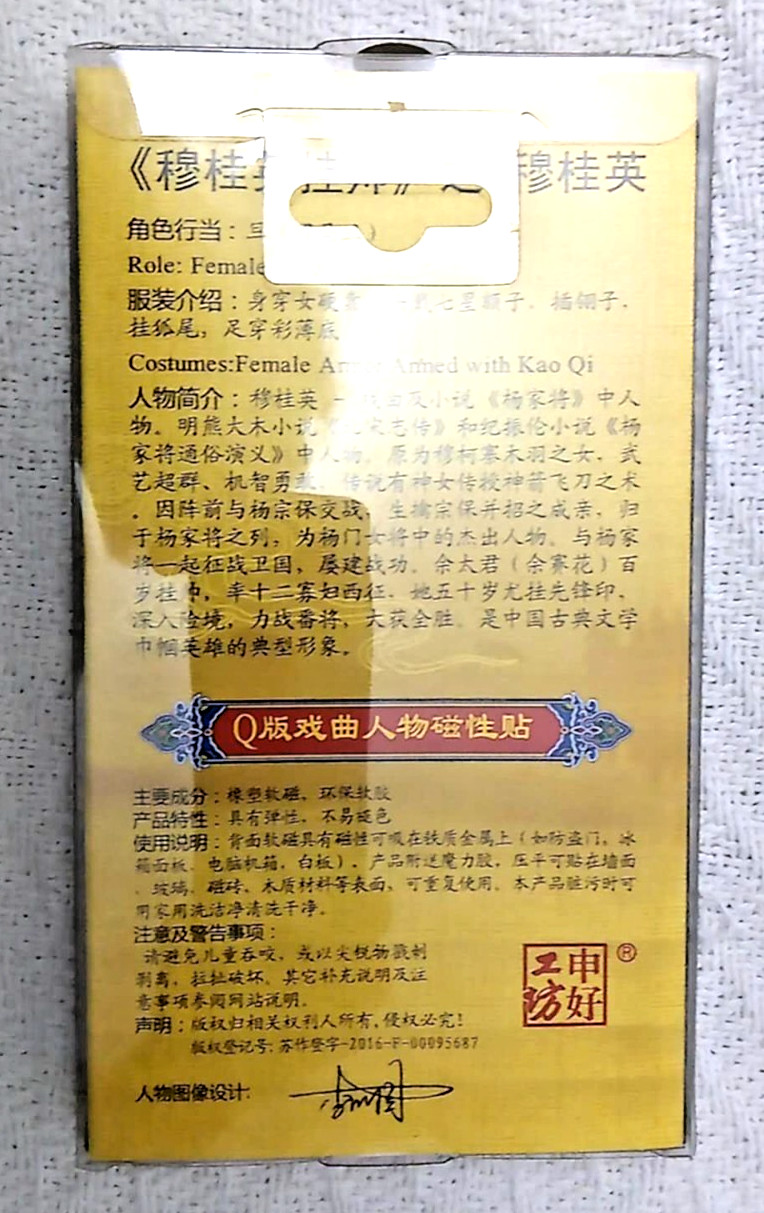 《穆桂英挂帅》之 穆桂英
角色行当：旦
Role: Female
服装介绍：身穿女硬靠 七星额子、插翎子、
挂狐尾，足穿彩薄底
Costumes:Female Armed with Kao Qi
人物简介：穆桂英 戏曲及小说《杨家将》中人
物。明熊大木小说《北宋志传》和纪振伦小说《杨
家将通俗演义》中人物。原为穆柯寨木羽之女，武
艺超群、机智勇敢，传说有神女传授神箭飞刀之术
。因阵前与杨宗保交战，生擒宗保并招之成亲，归
于杨家将之列，为杨门女将中的杰出人物。与杨家
将一起征战卫国，屡建战功。佘太君（佘赛花）百
岁挂帅，率十二寡妇西征，她五十岁尤挂先锋印，
深入险境，力战番将，大获全胜。是中国古典文学
巾帼英雄的典型形象。
Q版戏曲人物磁性贴
主要成分：橡塑软磁、环保软胶
产品特性：具有弹性，不易褪色
使用说明：背面软磁具有磁性可吸在铁质金属上（如防盗门，冰
箱面板、电脑机箱，白板）。产品附送魔力胶，压平可贴在墙面
、玻璃、磁砖、木质材料等表面，可重复使用。本产品脏污时可
用家用洗洁净清洗干净。
注意及警告事项：
请避免儿童吞咬，或以尖锐物戳刺
剥离，拉扯破坏。其它补充说明及注
意事项参阅网站说明。
声明：版权归相关权利人所有,侵权必究！
版权登记号:苏作登字-2016-F-00095687
申好工坊®
人物图像设计: